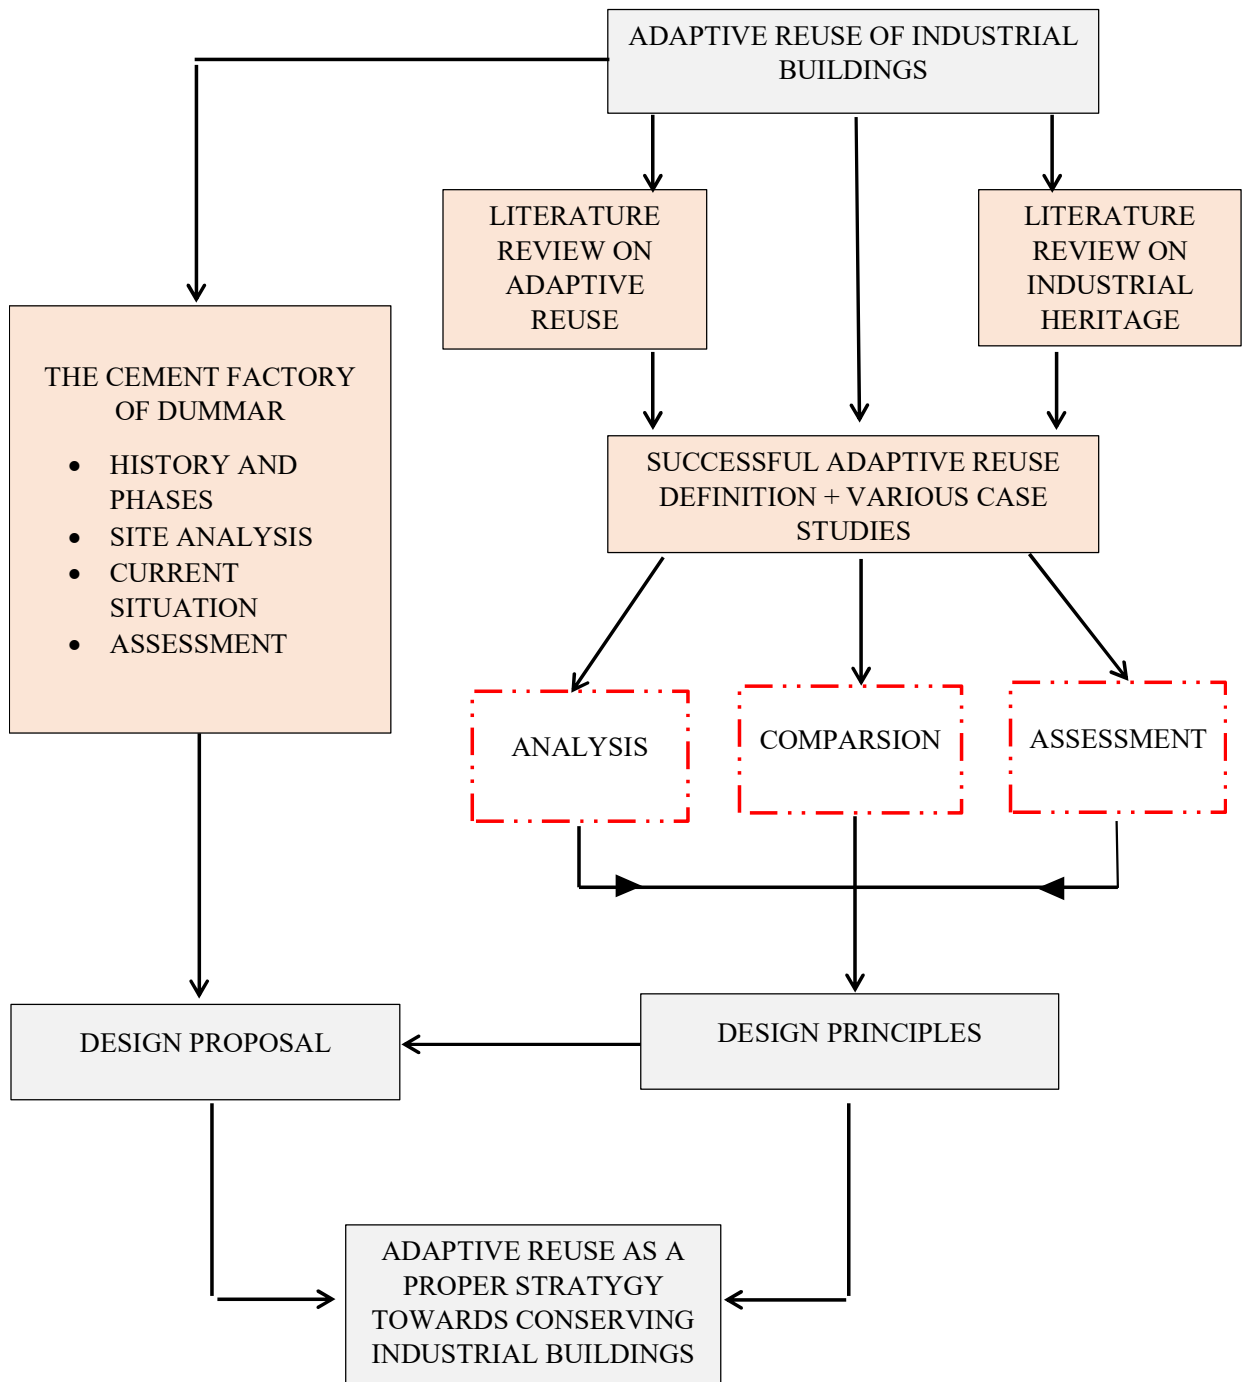 ADAPTIVE REUSE OF INDUSTRIAL
BUILDINGS
LITERATURE
REVIEW ON
ADAPTIVE
REUSE
LITERATURE
REVIEW ON
INDUSTRIAL
HERITAGE
THE CEMENT FACTORY
OF DUMMAR
• HISTORY AND
PHASES
• SITE ANALYSIS
• CURRENT
SITUATION
• ASSESSMENT
SUCCESSFUL ADAPTIVE REUSE
DEFINITION + VARIOUS CASE
STUDIES
ANALYSIS
COMPARSION
ASSESSMENT
DESIGN PROPOSAL
DESIGN PRINCIPLES
ADAPTIVE REUSE AS A
PROPER STRATYGY
TOWARDS CONSERVING
INDUSTRIAL BUILDINGS